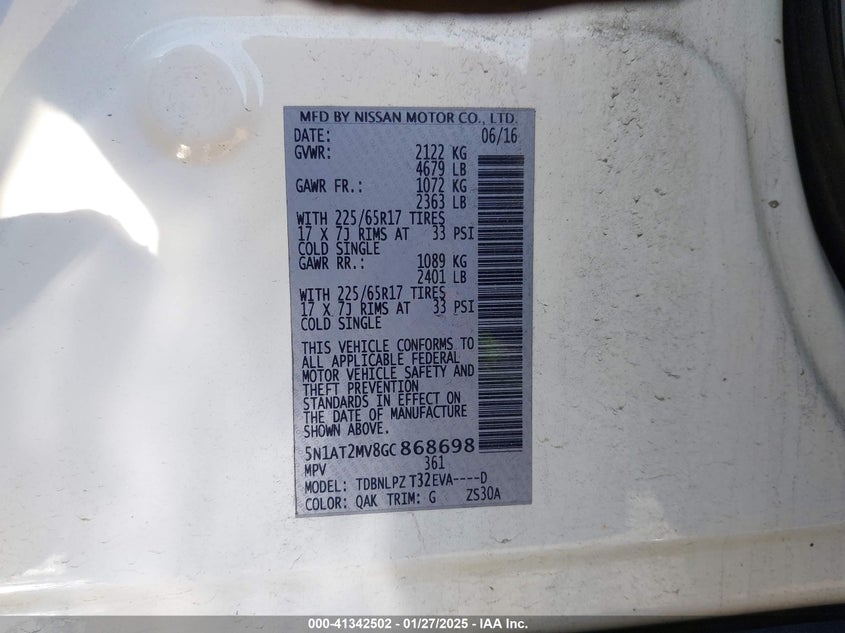 MFD BY NISSAN MOTOR CO., LTD.
DATE: 06/16
GVWR: 2122 KG
4679 LB
GAWR FR.: 1072 KG
2363 LB
WITH 225/65R17 TIRES
17 X 7J RIMS AT 33 PSI
COLD SINGLE
GAWR RR.: 1089 KG
2401 LB
WITH 225/65R17 TIRES
17 X 7J RIMS AT 33 PSI
COLD SINGLE
THIS VEHICLE CONFORMS TO
ALL APPLICABLE FEDERAL
MOTOR VEHICLE SAFETY AND
THEFT PREVENTION
STANDARDS IN EFFECT ON
THE DATE OF MANUFACTURE
SHOWN ABOVE.
5N1AT2MV8GC868698
MPV 361
MODEL: TDBNLPZ T32EVA----D
COLOR: QAK TRIM: G ZS30A
000-41342502 - 01/27/2025 - IAA Inc.